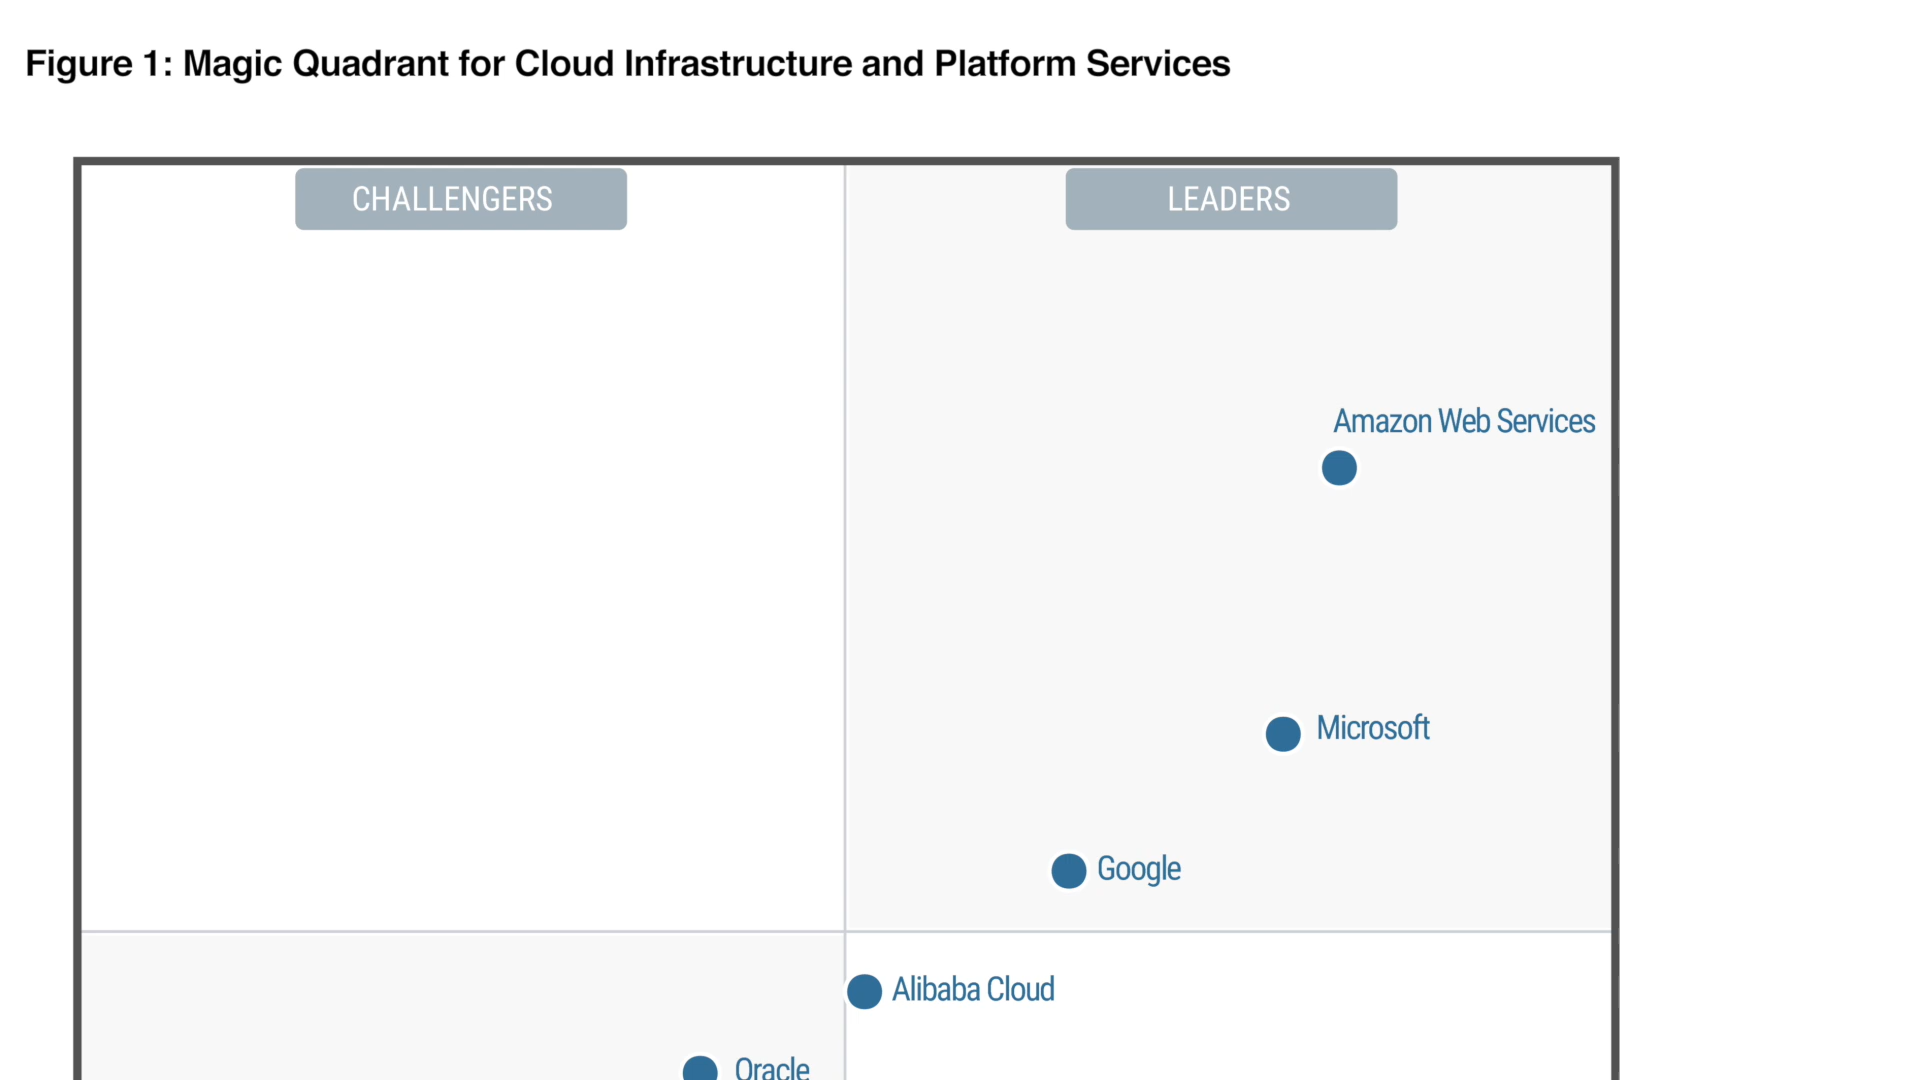 Figure 1: Magic Quadrant for Cloud Infrastructure and Platform Services
CHALLENGERS
LEADERS
Amazon Web Services
Microsoft
Google
Alibaba Cloud
Oracle